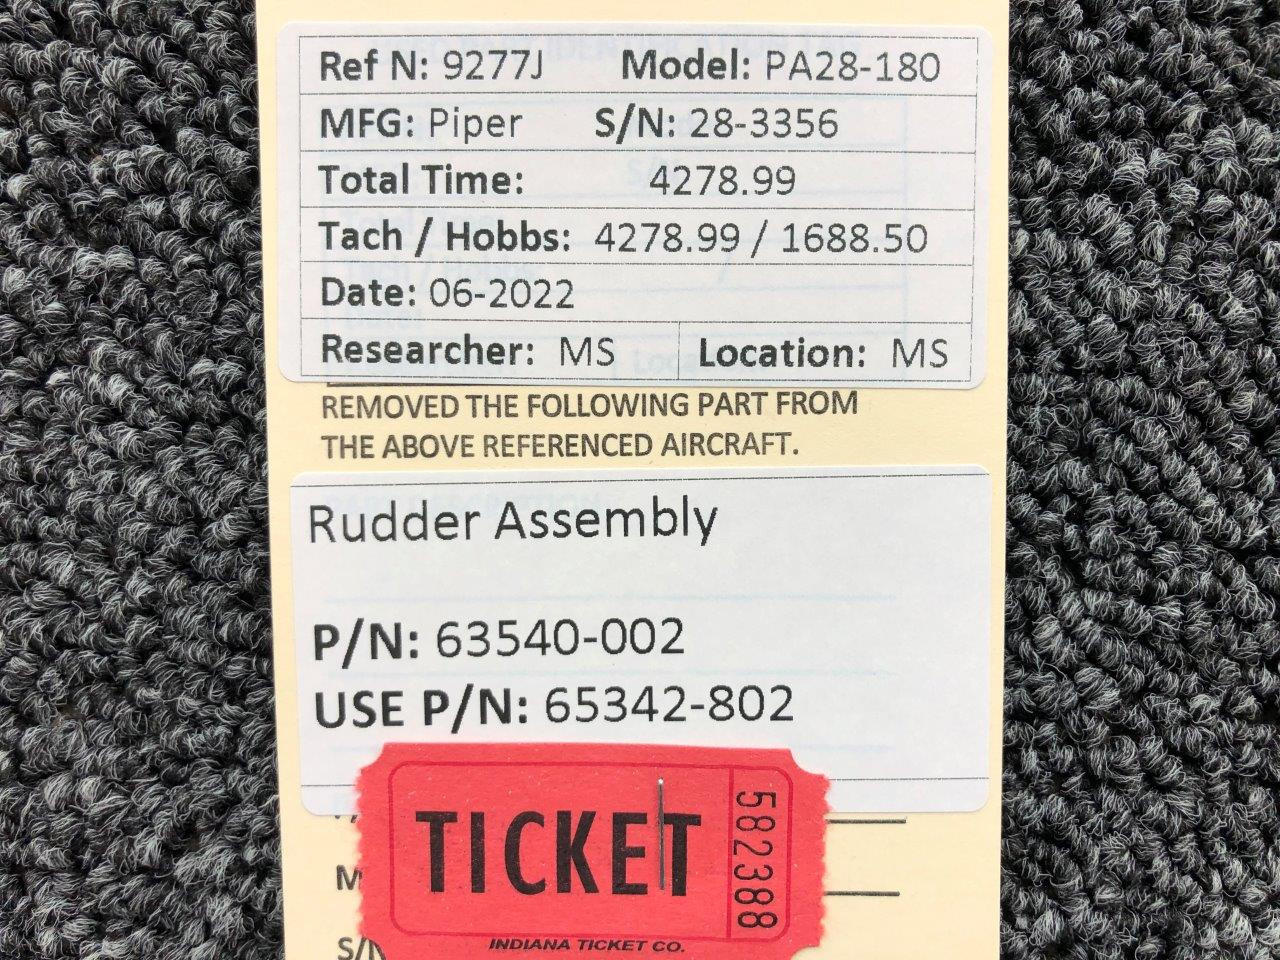 Ref N: 9277J Model: PA28-180
MFG: Piper S/N: 28-3356
Total Time: 4278.99
Tach / Hobbs: 4278.99 / 1688.50
Date: 06-2022
Researcher: MS Location: MS
REMOVED THE FOLLOWING PART FROM
THE ABOVE REFERENCED AIRCRAFT.
Rudder Assembly
P/N: 63540-002
USE P/N: 65342-802
TICKET
582388
INDIANA TICKET CO.